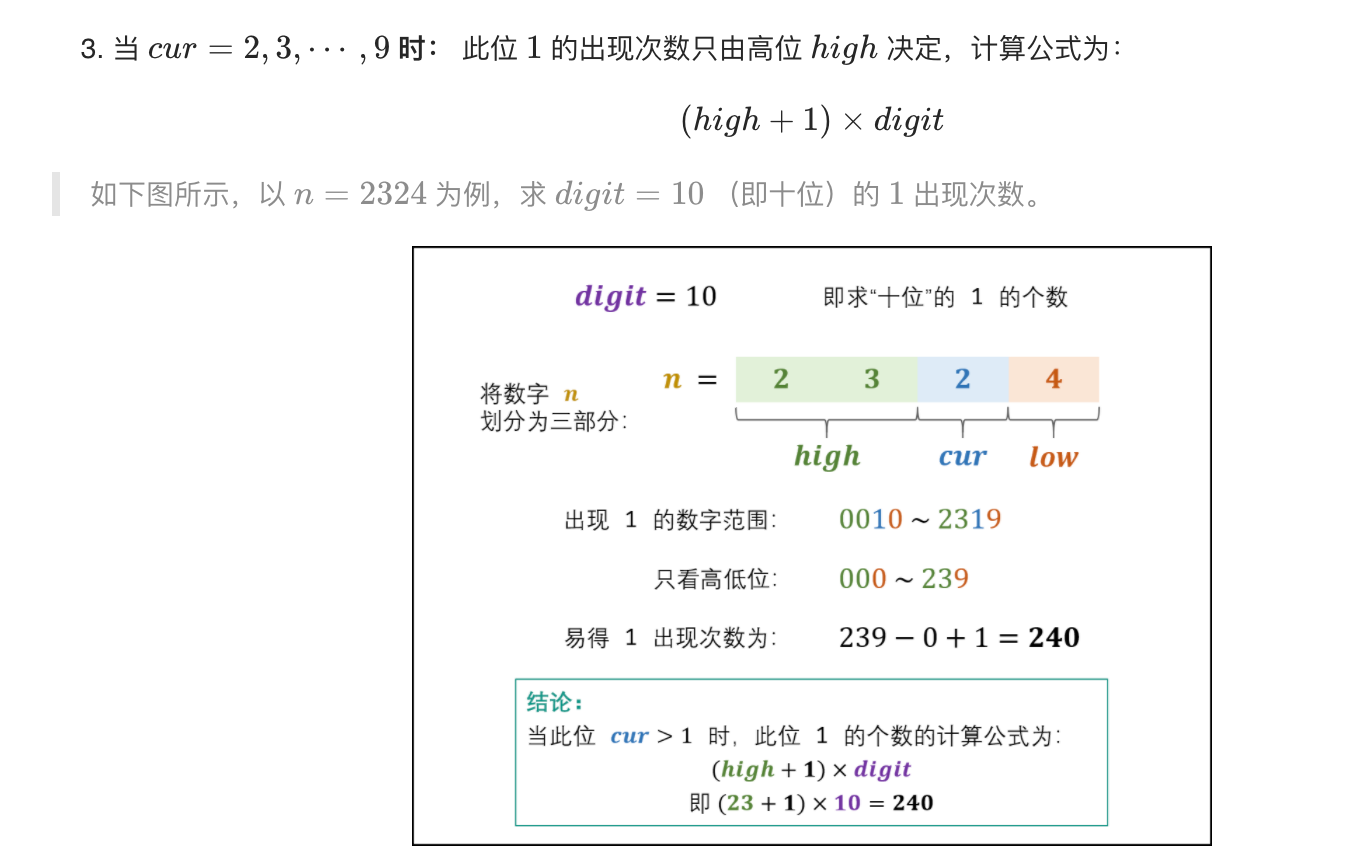 3. 当 cur = 2, 3, ⋯ , 9 时： 此位 1 的出现次数只由高位 high 决定，计算公式为：
(high + 1) × digit
如下图所示，以 n = 2324 为例，求 digit = 10 （即十位）的 1 出现次数。
digit = 10 即求“十位”的 1 的个数
将数字 n
划分为三部分：
n = 2 3 2 4
high cur low
出现 1 的数字范围： 0010 ~ 2319
只看高低位： 000 ~ 239
易得 1 出现次数为： 239 − 0 + 1 = 240
结论：
当此位 cur > 1 时，此位 1 的个数的计算公式为：
(high + 1) × digit
即 (23 + 1) × 10 = 240